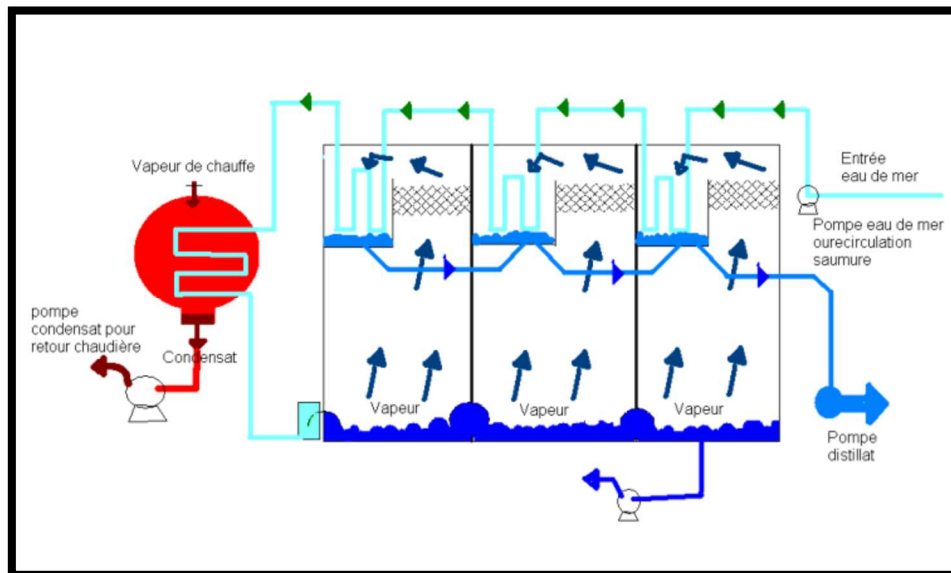 Vapeur de chauffe
Entrée
eau de mer
Pompe eau de mer
ourecirculation
saumure
pompe
condensat pour
retour chaudière
Condensat
Vapeur
Vapeur
Vapeur
Pompe
distillat